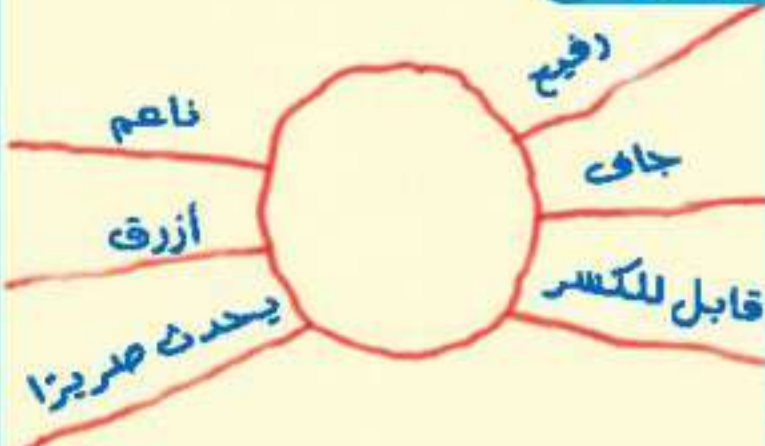 رفيع
ناعم
جاف
أزرق
قابل للكسر
يحدث صريرًا